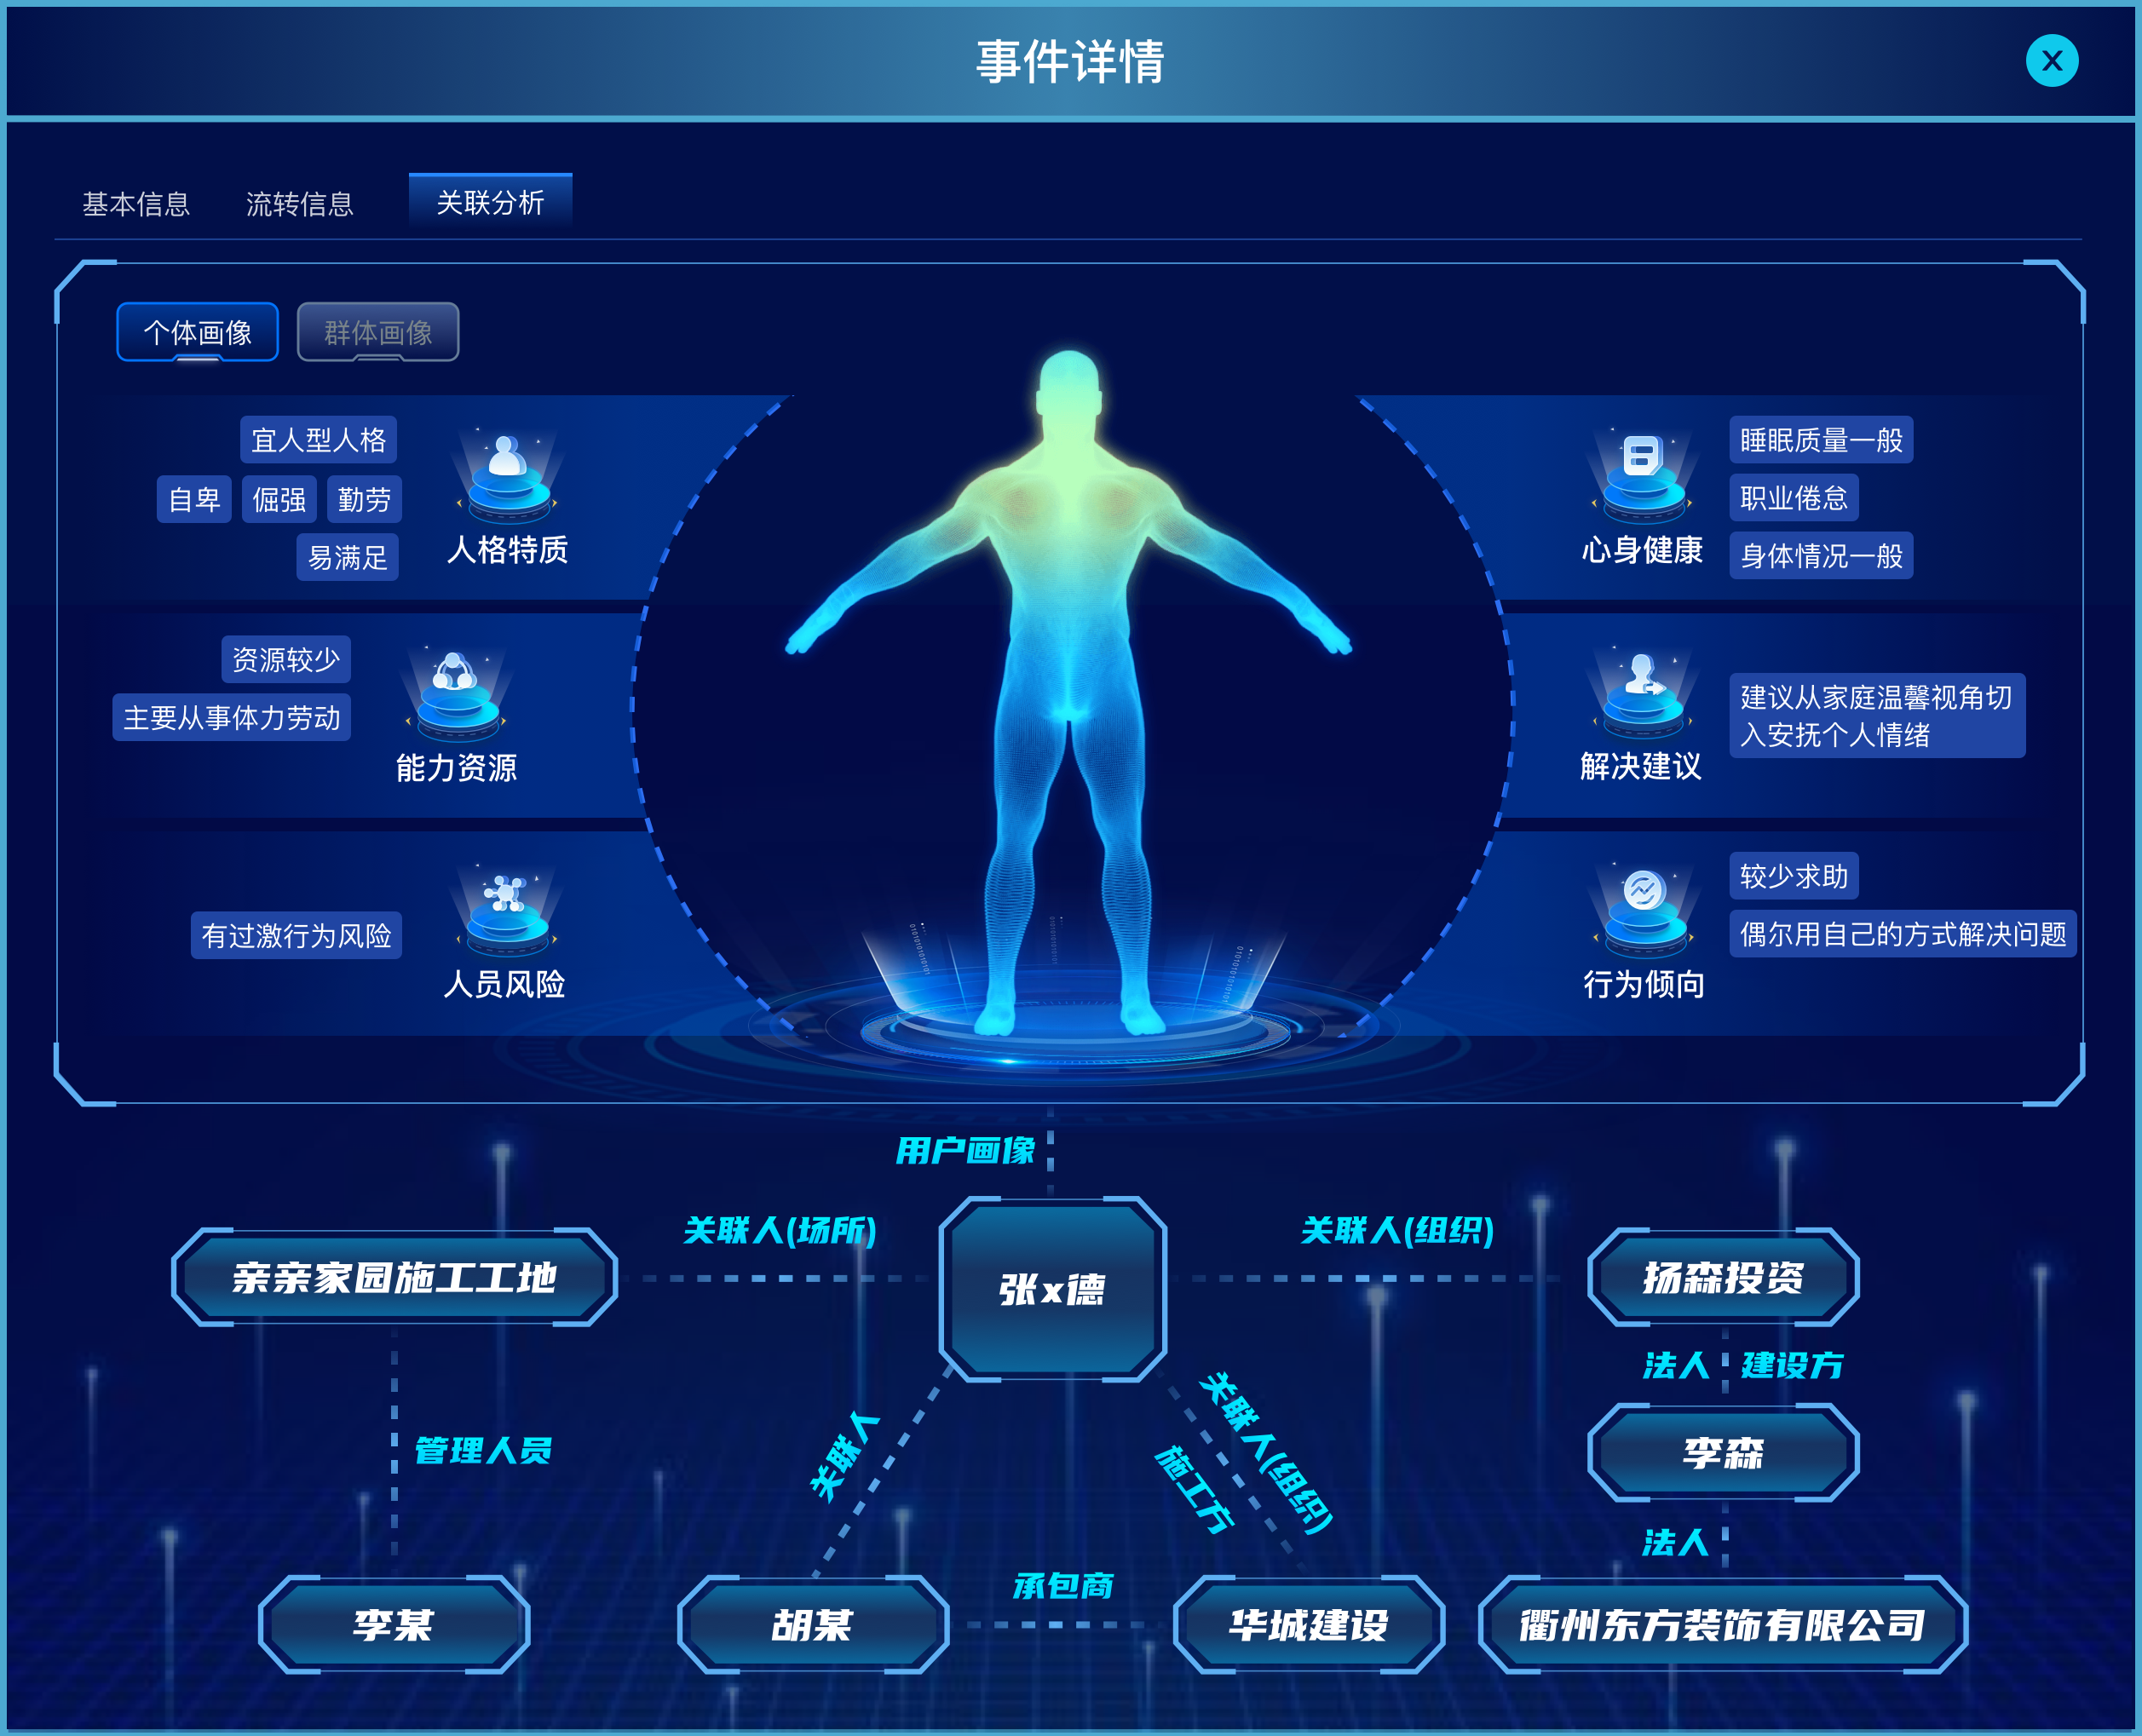 事件详情
X
基本信息
流转信息
关联分析
个体画像
群体画像
宜人型人格
自卑
倔强
勤劳
易满足
人格特质
资源较少
主要从事体力劳动
能力资源
有过激行为风险
人员风险
心身健康
睡眠质量一般
职业倦怠
身体情况一般
解决建议
建议从家庭温馨视角切
入安抚个人情绪
行为倾向
较少求助
偶尔用自己的方式解决问题
用户画像
亲亲家园施工工地
关联人(场所)
张x德
关联人(组织)
扬森投资
法人
建设方
李森
法人
管理人员
关联人
关联人(组织)
施工方
李某
胡某
承包商
华城建设
衢州东方装饰有限公司